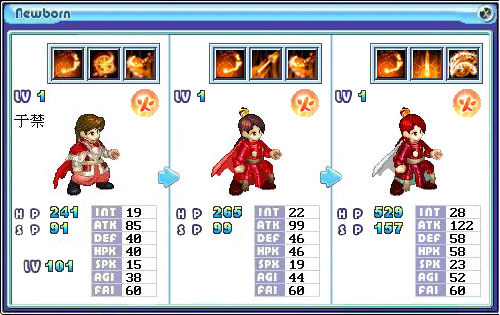 Newborn
LV 1
火
于禁
HP 241
SP 91
LV 101
INT 19
ATK 85
DEF 40
HPX 40
SPX 15
AGI 38
FAI 60
LV 1
火
HP 265
SP 99
INT 22
ATK 99
DEF 46
HPX 46
SPX 19
AGI 44
FAI 60
LV 1
火
HP 529
SP 157
INT 28
ATK 122
DEF 58
HPX 58
SPX 23
AGI 52
FAI 60